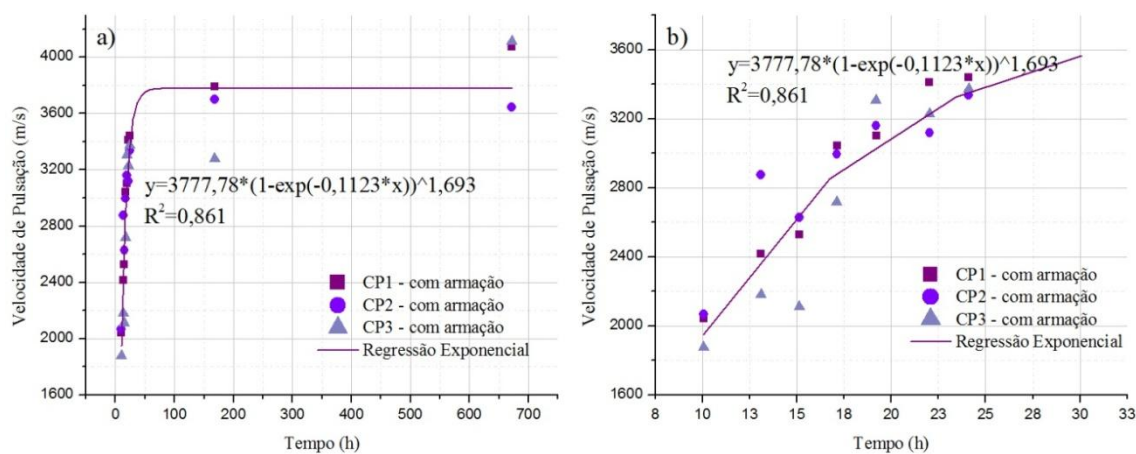 a)
y=3777,78*(1-exp(-0,1123*x))^1,693
R²=0,861
CP1 - com armação
CP2 - com armação
CP3 - com armação
Regressão Exponencial
Velocidade de Pulsação (m/s)
4000
3600
3200
2800
2400
2000
1600
0 100 200 300 400 500 600 700
Tempo (h)
b)
y=3777,78*(1-exp(-0,1123*x))^1,693
R²=0,861
CP1 - com armação
CP2 - com armação
CP3 - com armação
Regressão Exponencial
Velocidade de Pulsação (m/s)
3600
3200
2800
2400
2000
1600
8 10 13 15 18 20 23 25 28 30 33
Tempo (h)